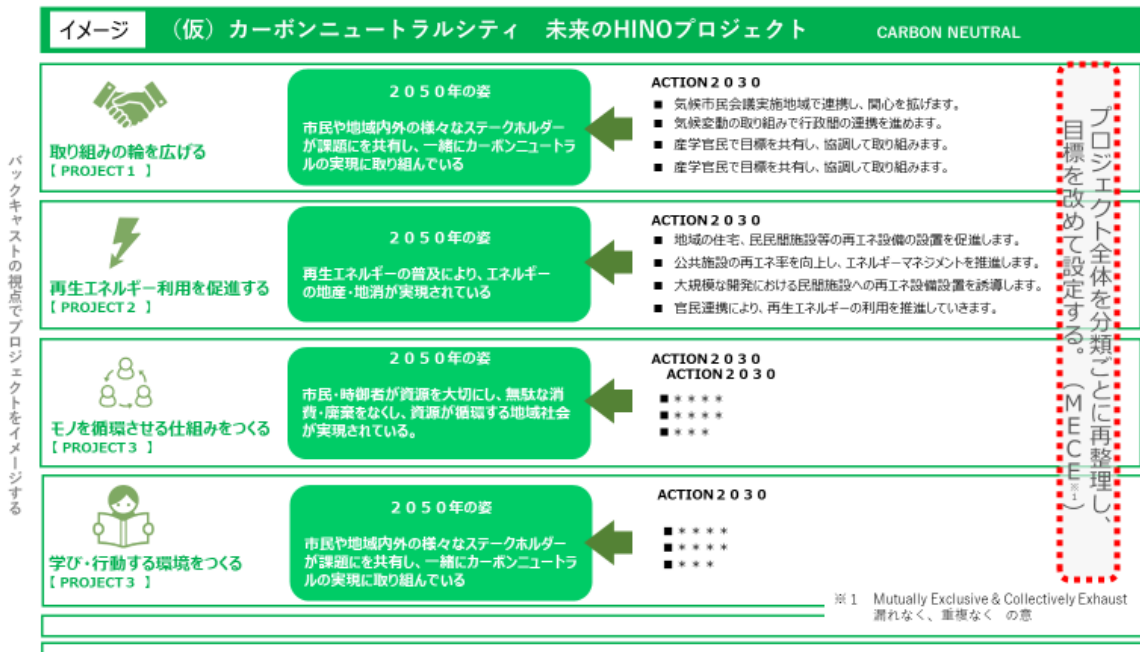 イメージ
（仮）カーボンニュートラルシティ　未来のHINOプロジェクト
CARBON NEUTRAL
バックキャストの視点でプロジェクトをイメージする
取り組みの輪を広げる
【 PROJECT１ 】
２０５０年の姿
市民や地域内外の様々なステークホルダー
が課題にを共有し、一緒にカーボンニュートラ
ルの実現に取り組んでいる
ACTION２０３０
■ 気候市民会議実施地域で連携し、関心を拡げます。
■ 気候変動の取り組みで行政間の連携を進めます。
■ 産学官民で目標を共有し、協調して取り組みます。
■ 産学官民で目標を共有し、協調して取り組みます。
再生エネルギー利用を促進する
【 PROJECT２ 】
２０５０年の姿
再生エネルギーの普及により、エネルギー
の地産・地消が実現されている
ACTION２０３０
■ 地域の住宅、民民間施設等の再エネ設備の設置を促進します。
■ 公共施設の再エネ率を向上し、エネルギーマネジメントを推進します。
■ 大規模な開発における民間施設への再エネ設備設置を誘導します。
■ 官民連携により、再生エネルギーの利用を推進していきます。
モノを循環させる仕組みをつくる
【 PROJECT３ 】
２０５０年の姿
市民・時御者が資源を大切にし、無駄な消
費・廃棄をなくし、資源が循環する地域社会
が実現されている。
ACTION２０３０
ACTION２０３０
■＊＊＊＊
■＊＊＊＊
■＊＊＊
学び・行動する環境をつくる
【 PROJECT３ 】
２０５０年の姿
市民や地域内外の様々なステークホルダー
が課題にを共有し、一緒にカーボンニュートラ
ルの実現に取り組んでいる
ACTION２０３０
■＊＊＊＊
■＊＊＊＊
■＊＊＊
プロジェクト全体を分類ごとに再整理し、
目標を改めて設定する。（MECE※1）
※１　Mutually Exclusive & Collectively Exhaust
漏れなく、重複なく　の意